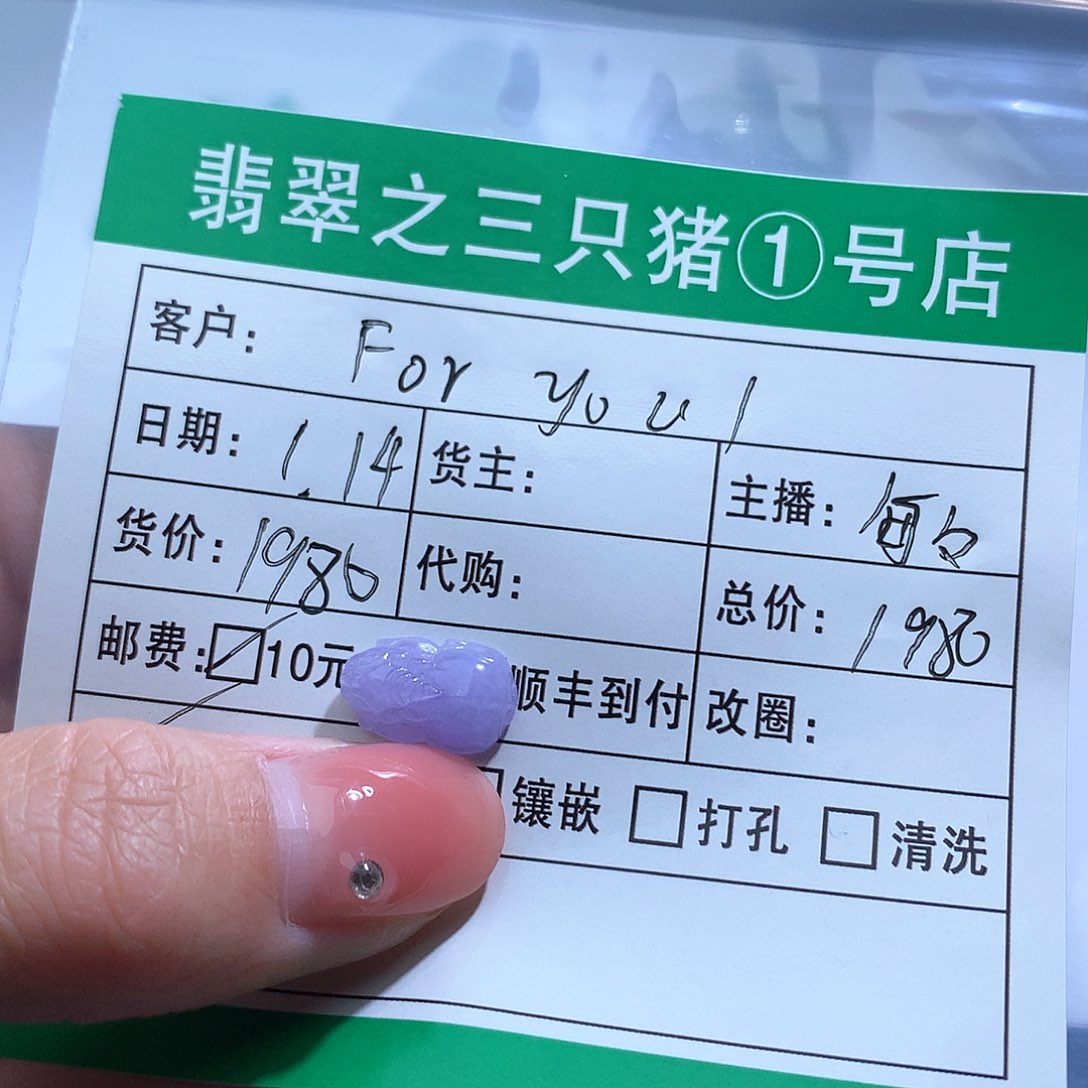 翡翠之三只猪①号店
客户: For you !
日期: 1.14 货主: 主播:
货价: 1980 代购: 总价: 1980
邮费: ☑10元 顺丰到付 改圈:
镶嵌 □打孔 □清洗